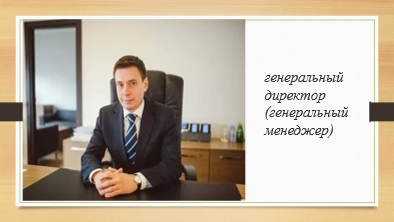 генеральный
директор
(генеральный
менеджер)